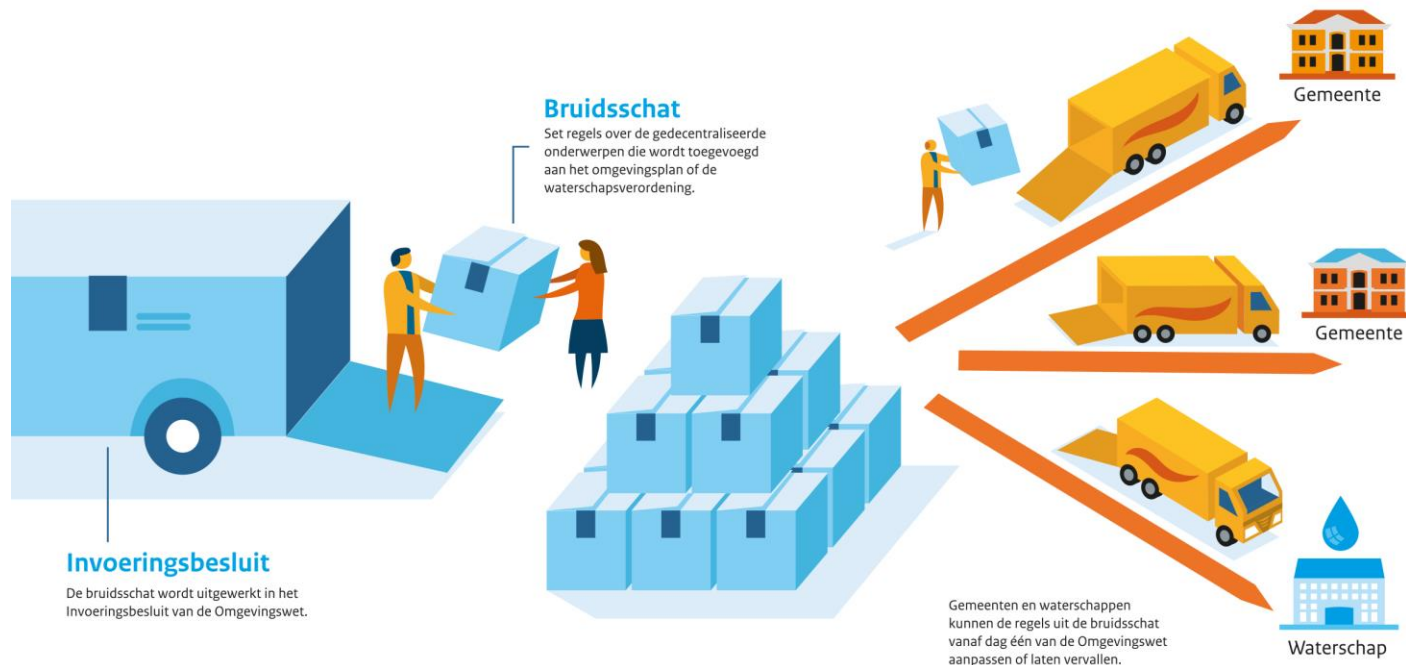 Bruidsschat
Set regels over de gedecentraliseerde
onderwerpen die wordt toegevoegd
aan het omgevingsplan of de
waterschapsverordening.
Invoeringsbesluit
De bruidsschat wordt uitgewerkt in het
Invoeringsbesluit van de Omgevingswet.
Gemeente
Gemeente
Waterschap
Gemeenten en waterschappen
kunnen de regels uit de bruidsschat
vanaf dag één van de Omgevingswet
aanpassen of laten vervallen.